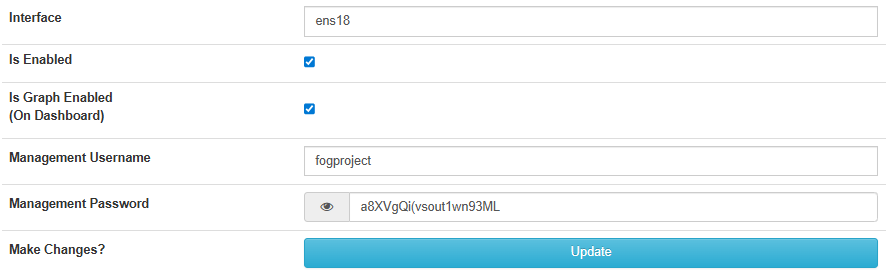 Interface
ens18
Is Enabled
Is Graph Enabled
(On Dashboard)
Management Username
fogproject
Management Password
a8XVgQi(vsout1wn93ML
Make Changes?
Update